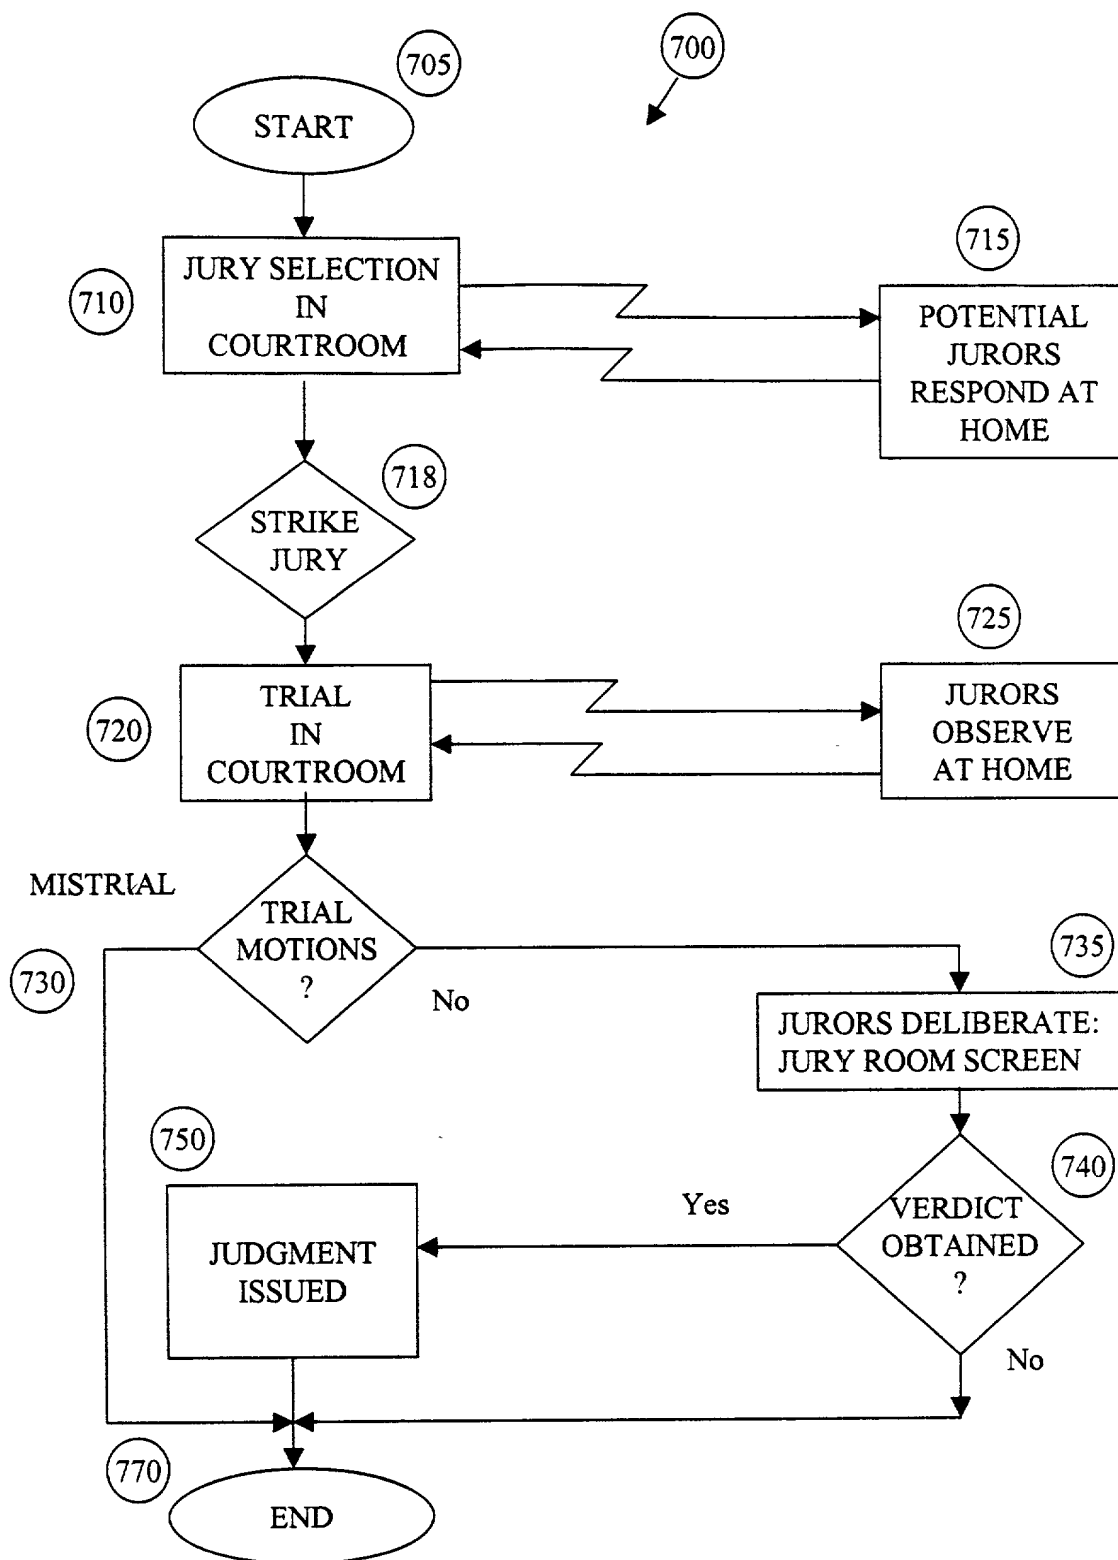 705
700
START
715
710
JURY SELECTION
IN
COURTROOM
POTENTIAL
JURORS
RESPOND AT
HOME
718
STRIKE
JURY
725
720
TRIAL
IN
COURTROOM
JURORS
OBSERVE
AT HOME
MISTRIAL
TRIAL
MOTIONS
?
730
No
735
JURORS DELIBERATE:
JURY ROOM SCREEN
750
740
Yes
VERDICT
OBTAINED
?
JUDGMENT
ISSUED
No
770
END